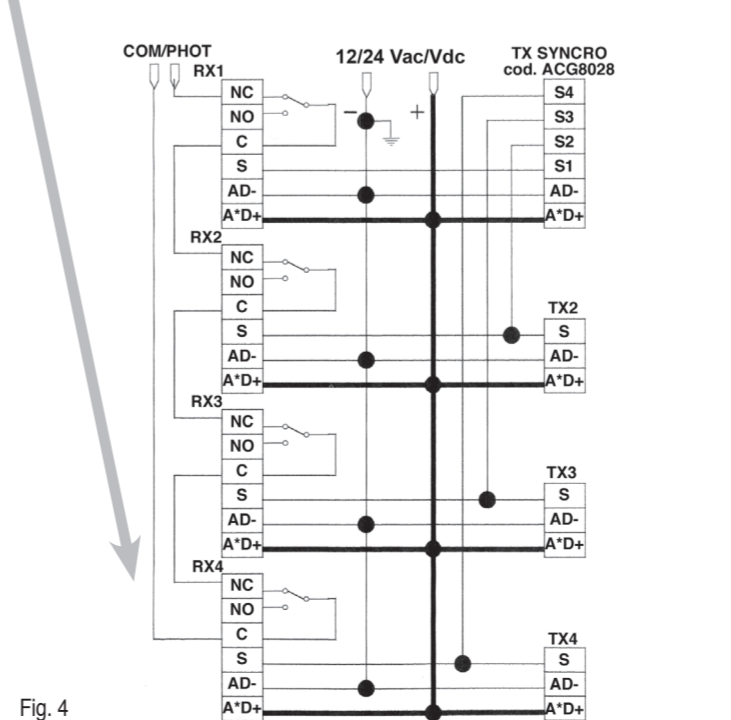 COM/PHOT
12/24 Vac/Vdc
TX SYNCRO
cod. ACG8028
RX1
NC
NO
C
S
AD-
A*D+
− +
S4
S3
S2
S1
AD-
A*D+
RX2
NC
NO
C
S
AD-
A*D+
TX2
S
AD-
A*D+
RX3
NC
NO
C
S
AD-
A*D+
TX3
S
AD-
A*D+
RX4
NC
NO
C
S
AD-
A*D+
TX4
S
AD-
A*D+
Fig. 4